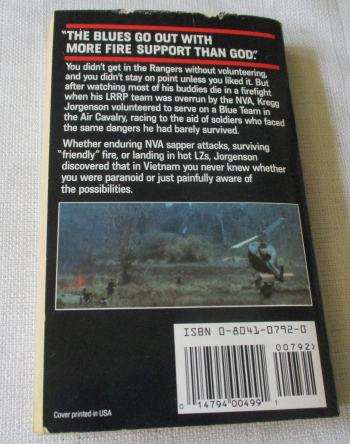 "THE BLUES GO OUT WITH
MORE FIRE SUPPORT THAN GOD."
You didn't get in the Rangers without volunteering,
and you didn't stay on point unless you liked it. But
after watching most of his buddies die in a firefight
when his LRRP team was overrun by the NVA, Kregg
Jorgenson volunteered to serve on a Blue Team in
the Air Cavalry, racing to the aid of soldiers who faced
the same dangers he had barely survived.
Whether enduring NVA sapper attacks, surviving
"friendly" fire, or landing in hot LZs, Jorgenson
discovered that in Vietnam you never knew whether
you were paranoid or just painfully aware of
the possibilities.
ISBN 0-8041-0792-0
00792>
0 14794 00499 1
Cover printed in USA